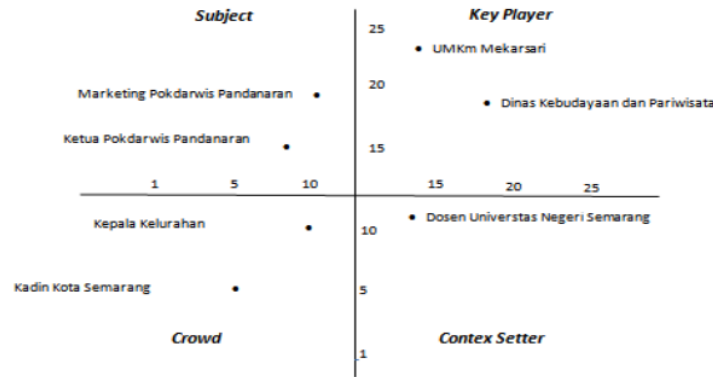 Subject
Key Player
25
UMKm Mekarsari
20
Marketing Pokdarwis Pandanaran
Dinas Kebudayaan dan Pariwisata
Ketua Pokdarwis Pandanaran
15
1 5 10 15 20 25
Kepala Kelurahan
Dosen Universtas Negeri Semarang
10
Kadin Kota Semarang
5
Crowd
Contex Setter
1